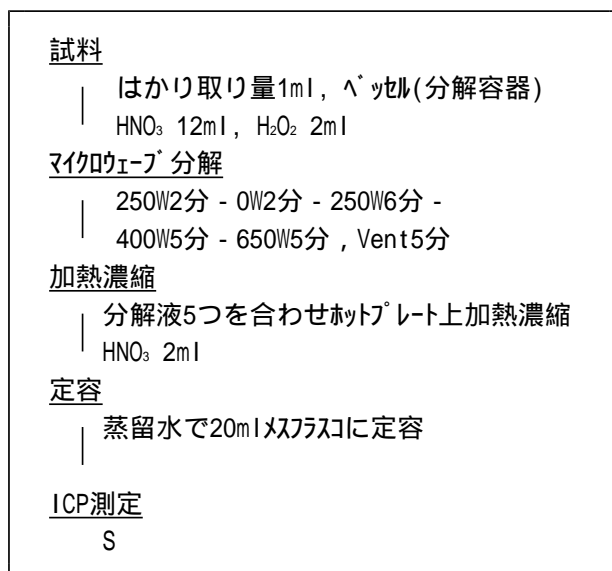 試料
はかり取り量1ml, ﾍﾞｯｾﾙ(分解容器)
HNO₃ 12ml, H₂O₂ 2ml
ﾏｲｸﾛｳｪｰﾌﾞ分解
250W2分 - 0W2分 - 250W6分 -
400W5分 - 650W5分 , Vent5分
加熱濃縮
分解液5つを合わせﾎｯﾄﾌﾟﾚｰﾄ上加熱濃縮
HNO₃ 2ml
定容
蒸留水で20mlﾒｽﾌﾗｽｺに定容
ICP測定
S